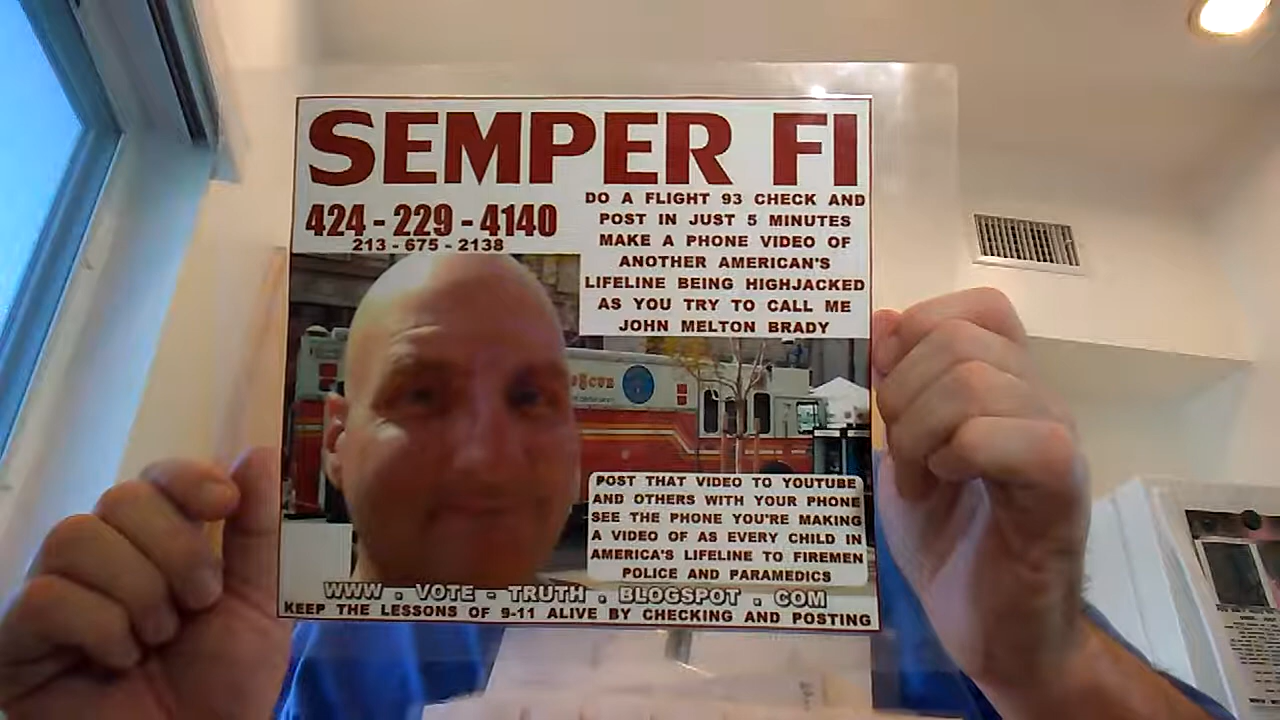 SEMPER FI
424 - 229 - 4140
213 - 675 - 2138
DO A FLIGHT 93 CHECK AND
POST IN JUST 5 MINUTES
MAKE A PHONE VIDEO OF
ANOTHER AMERICAN'S
LIFELINE BEING HIGHJACKED
AS YOU TRY TO CALL ME
JOHN MELTON BRADY
POST THAT VIDEO TO YOUTUBE
AND OTHERS WITH YOUR PHONE
SEE THE PHONE YOU'RE MAKING
A VIDEO OF AS EVERY CHILD IN
AMERICA'S LIFELINE TO FIREMEN
POLICE AND PARAMEDICS
WWW . VOTE - TRUTH . BLOGSPOT . COM
KEEP THE LESSONS OF 9-11 ALIVE BY CHECKING AND POSTING